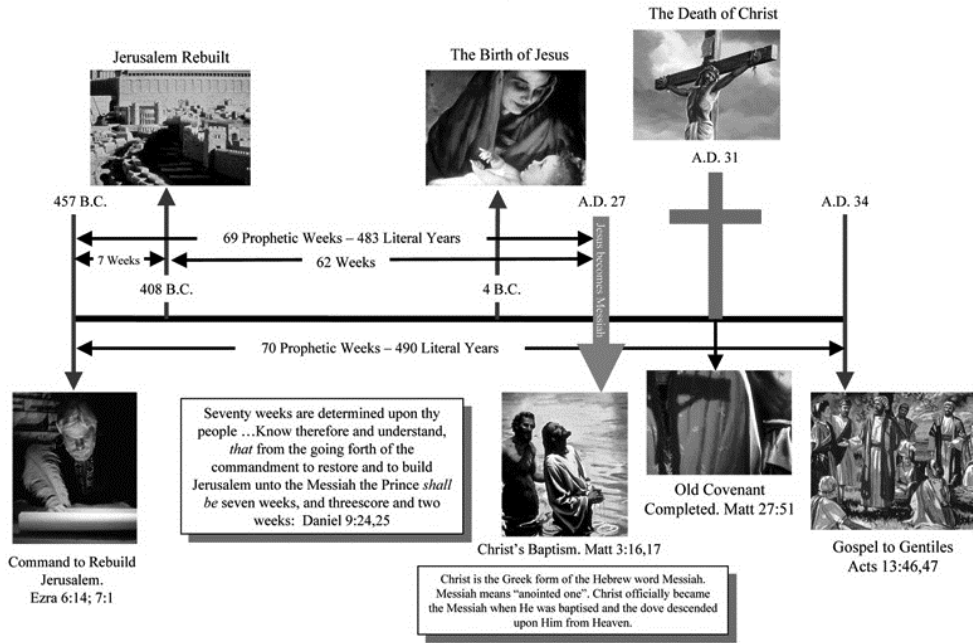 The Death of Christ
Jerusalem Rebuilt
The Birth of Jesus
A.D. 31
457 B.C.
A.D. 27
A.D. 34
69 Prophetic Weeks – 483 Literal Years
7 Weeks
62 Weeks
Jesus becomes Messiah
408 B.C.
4 B.C.
70 Prophetic Weeks – 490 Literal Years
Seventy weeks are determined upon thy
people …Know therefore and understand,
that from the going forth of the
commandment to restore and to build
Jerusalem unto the Messiah the Prince shall
be seven weeks, and threescore and two
weeks: Daniel 9:24,25
Old Covenant
Completed. Matt 27:51
Christ's Baptism. Matt 3:16,17
Gospel to Gentiles
Acts 13:46,47
Command to Rebuild
Jerusalem.
Ezra 6:14; 7:1
Christ is the Greek form of the Hebrew word Messiah.
Messiah means “anointed one”. Christ officially became
the Messiah when He was baptised and the dove descended
upon Him from Heaven.